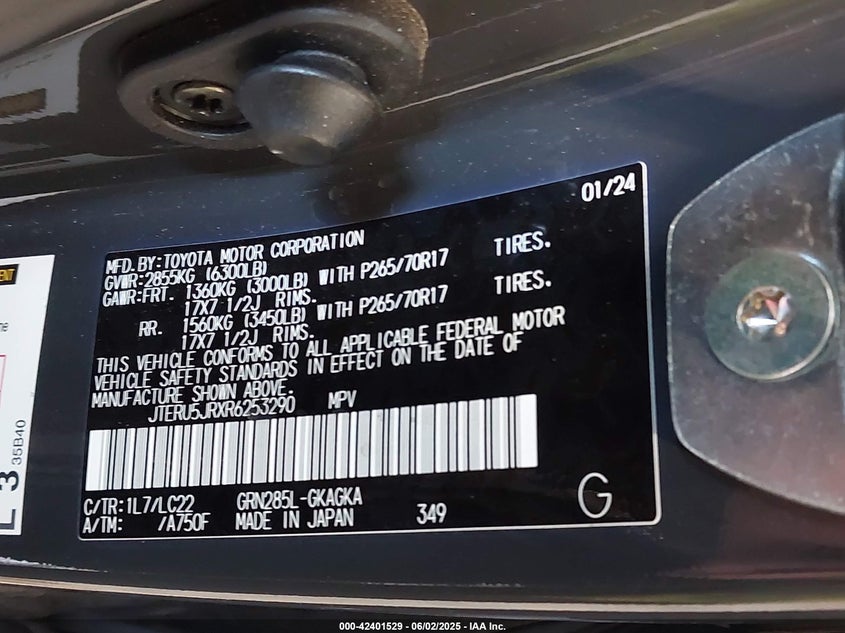 01/24
MFD. BY: TOYOTA MOTOR CORPORATION
GVWR: 2855KG (6300LB)
GAWR: FRT. 1360KG (3000LB) WITH P265/70R17 TIRES.
17X7 1/2J RIMS.
RR. 1560KG (3450LB) WITH P265/70R17 TIRES.
17X7 1/2J RIMS.
THIS VEHICLE CONFORMS TO ALL APPLICABLE FEDERAL MOTOR
VEHICLE SAFETY STANDARDS IN EFFECT ON THE DATE OF
MANUFACTURE SHOWN ABOVE.
JTERU5JRXR6253290 MPV
C/TR: 1L7/LC22 GRN285L-GKAGKA
A/TM: /A750F MADE IN JAPAN 349
G
35B40
3
000-42401529 - 06/02/2025 - IAA Inc.